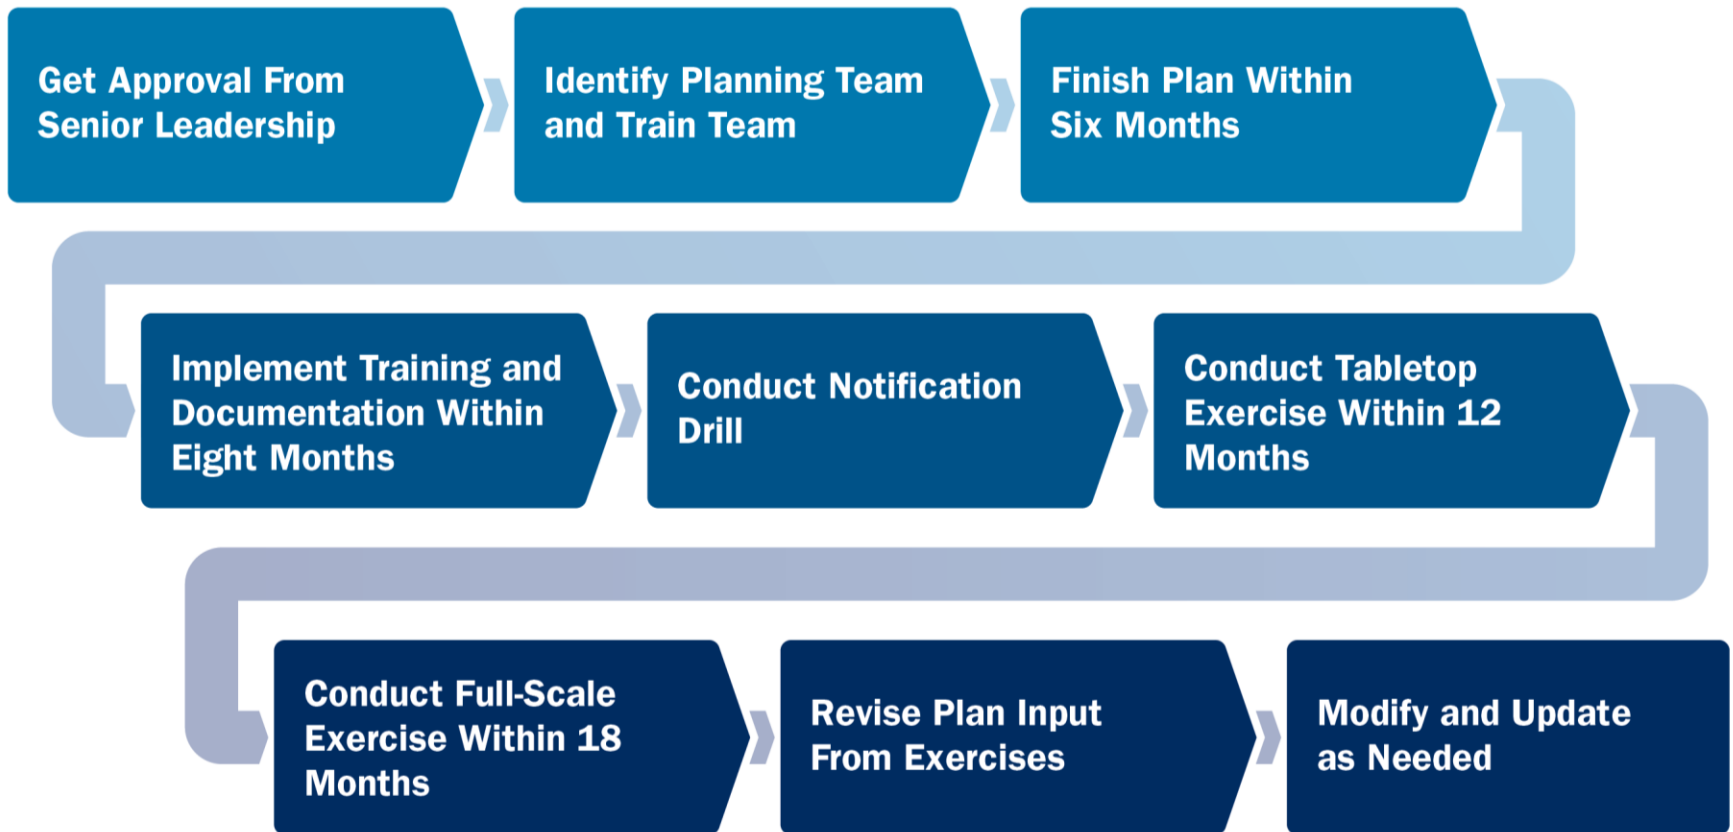 Get Approval From
Senior Leadership
Identify Planning Team
and Train Team
Finish Plan Within
Six Months
Implement Training and
Documentation Within
Eight Months
Conduct Notification
Drill
Conduct Tabletop
Exercise Within 12
Months
Conduct Full-Scale
Exercise Within 18
Months
Revise Plan Input
From Exercises
Modify and Update
as Needed